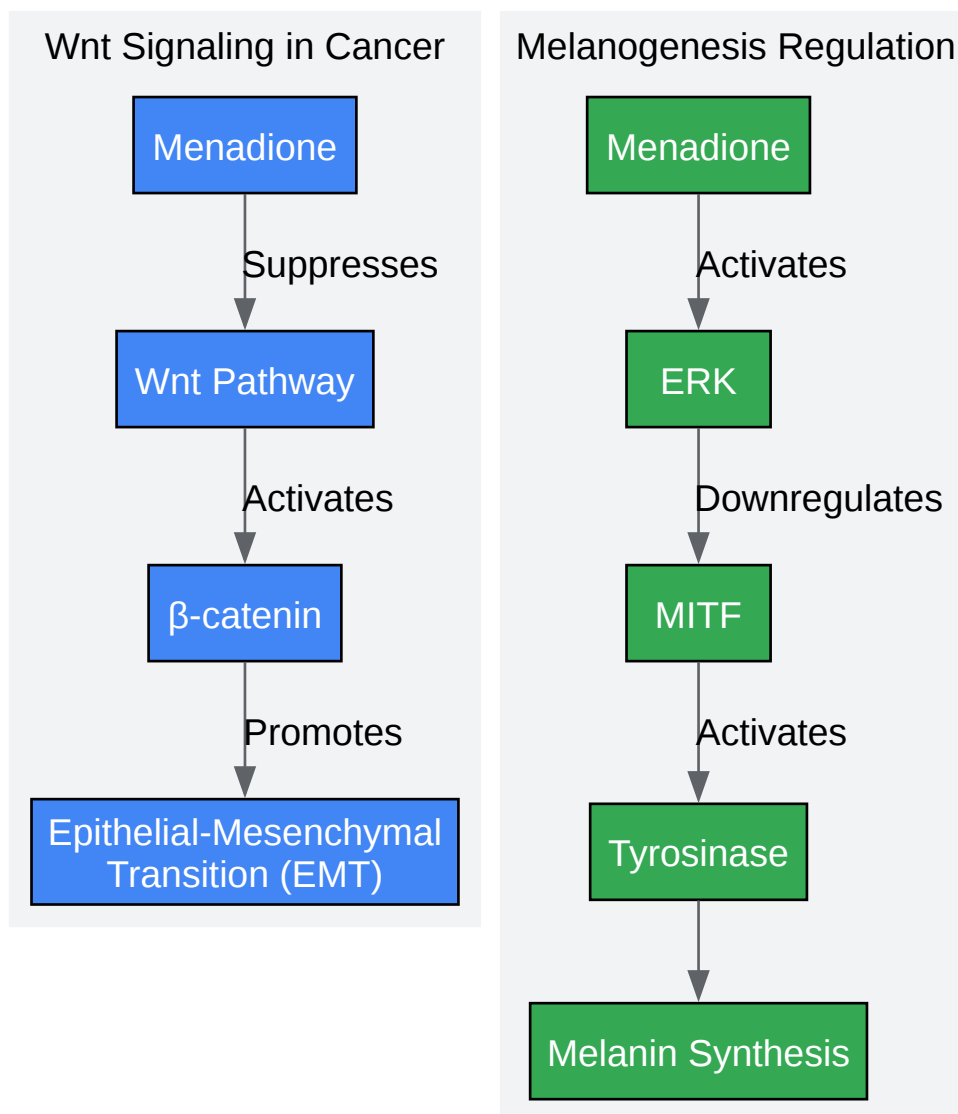 Wnt Signaling in Cancer
Menadione
Suppresses
Wnt Pathway
Activates
β-catenin
Promotes
Epithelial-Mesenchymal
Transition (EMT)
Melanogenesis Regulation
Menadione
Activates
ERK
Downregulates
MITF
Activates
Tyrosinase
Melanin Synthesis